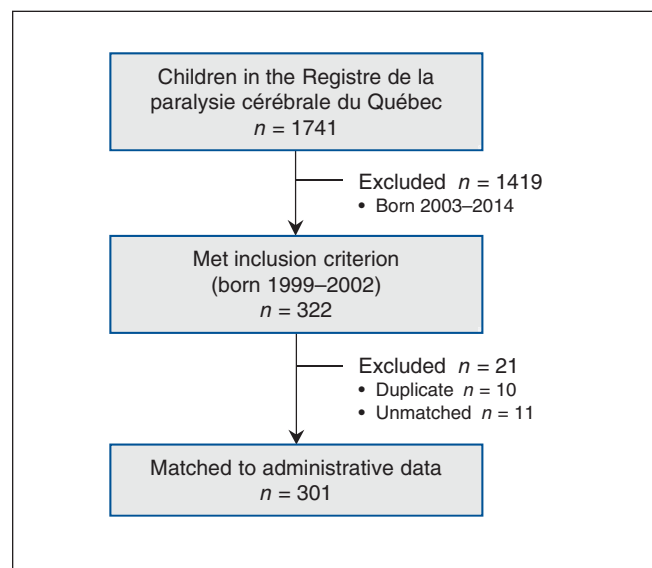 Children in the Registre de la
paralysie cérébrale du Québec
n = 1741
Excluded n = 1419
• Born 2003–2014
Met inclusion criterion
(born 1999–2002)
n = 322
Excluded n = 21
• Duplicate n = 10
• Unmatched n = 11
Matched to administrative data
n = 301